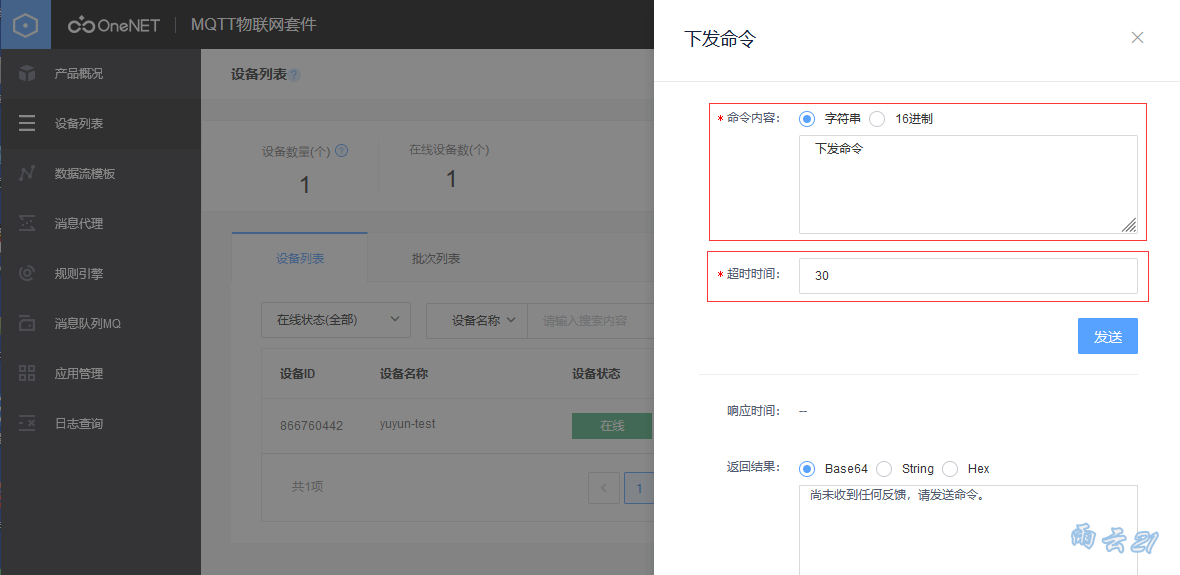 OneNET | MQTT物联网套件
产品概况
设备列表
数据流模板
消息代理
规则引擎
消息队列MQ
应用管理
日志查询
设备列表 ?
设备数量(个) ?
1
在线设备数(个)
1
设备列表 批次列表
在线状态(全部) 设备名称 请输入搜索内容
设备ID 设备名称 设备状态
866760442 yuyun-test 在线
共1项 < 1
下发命令
* 命令内容: 字符串 16进制
下发命令
* 超时时间: 30
发送
响应时间: --
返回结果: Base64 String Hex
尚未收到任何反馈，请发送命令。
雨云21